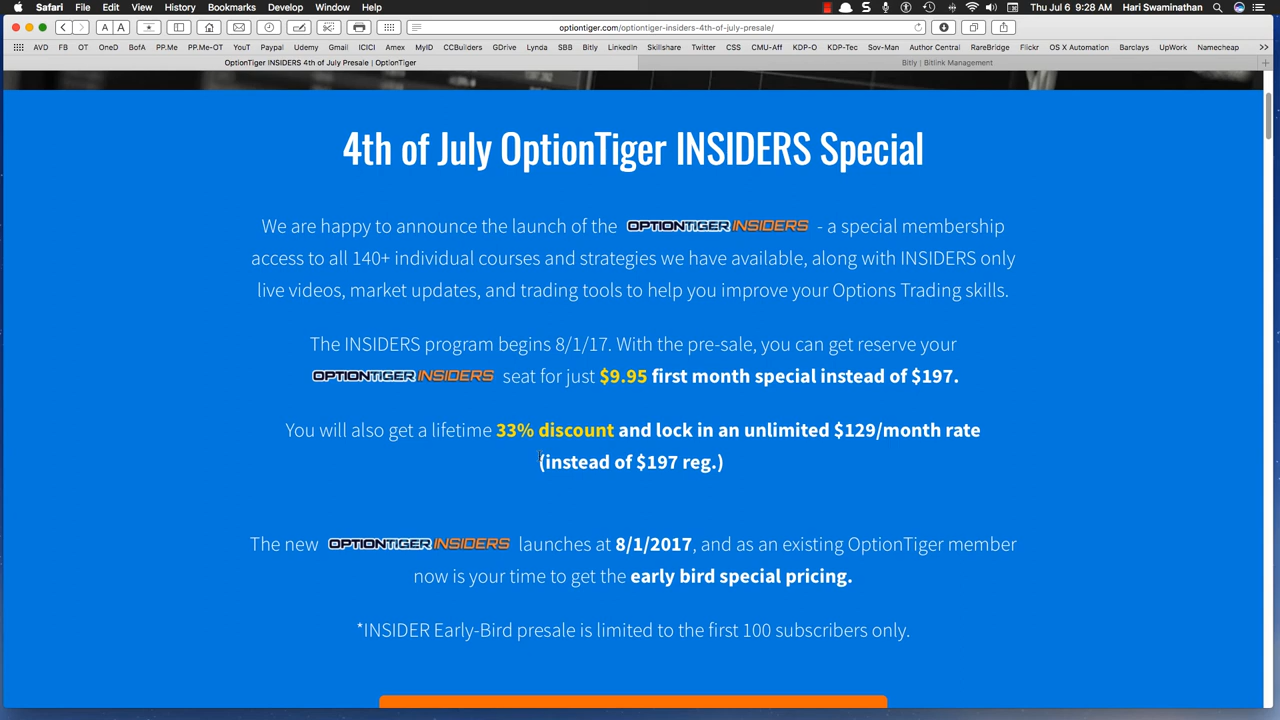 Safari File Edit View History Bookmarks Develop Window Help Thu Jul 6 9:28 AM Hari Swaminathan
optiontiger.com/optiontiger-insiders-4th-of-july-presale/
AVD FB OT OneD BofA PP.Me PP.Me-OT YouT Paypal Udemy Gmail ICICI Amex MyID CCBuilders GDrive Lynda SBB Bitly LinkedIn Skillshare Twitter CSS CMU-Aff KDP-O KDP-Tec Sov-Man Author Central RareBridge Flickr OS X Automation Barclays UpWork Namecheap >>
OptionTiger INSIDERS 4th of July Presale | OptionTiger Bitly | Bitlink Management
4th of July OptionTiger INSIDERS Special
We are happy to announce the launch of the OPTIONTIGER INSIDERS - a special membership
access to all 140+ individual courses and strategies we have available, along with INSIDERS only
live videos, market updates, and trading tools to help you improve your Options Trading skills.
The INSIDERS program begins 8/1/17. With the pre-sale, you can get reserve your
OPTIONTIGER INSIDERS seat for just $9.95 first month special instead of $197.
You will also get a lifetime 33% discount and lock in an unlimited $129/month rate
(instead of $197 reg.)
The new OPTIONTIGER INSIDERS launches at 8/1/2017, and as an existing OptionTiger member
now is your time to get the early bird special pricing.
*INSIDER Early-Bird presale is limited to the first 100 subscribers only.